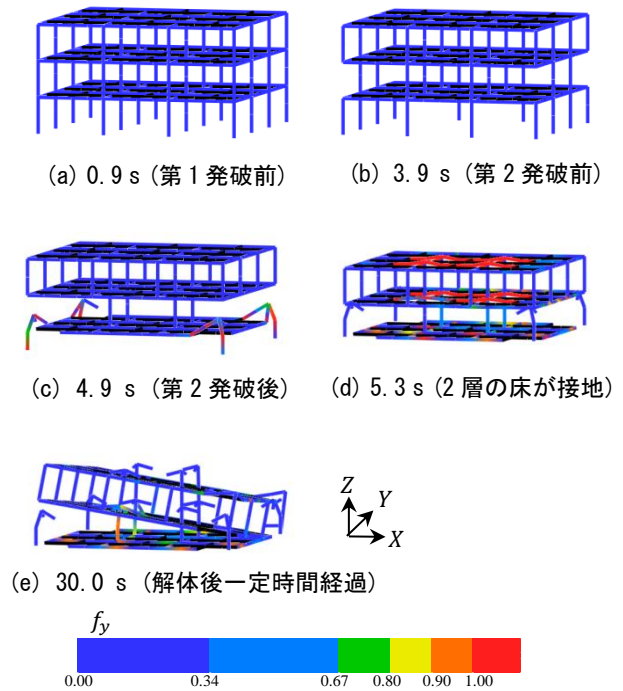 (a) 0.9 s (第1発破前)
(b) 3.9 s (第2発破前)
(c) 4.9 s (第2発破後)
(d) 5.3 s (2層の床が接地)
Z
Y
X
(e) 30.0 s (解体後一定時間経過)
fy
0.00 0.34 0.67 0.80 0.90 1.00